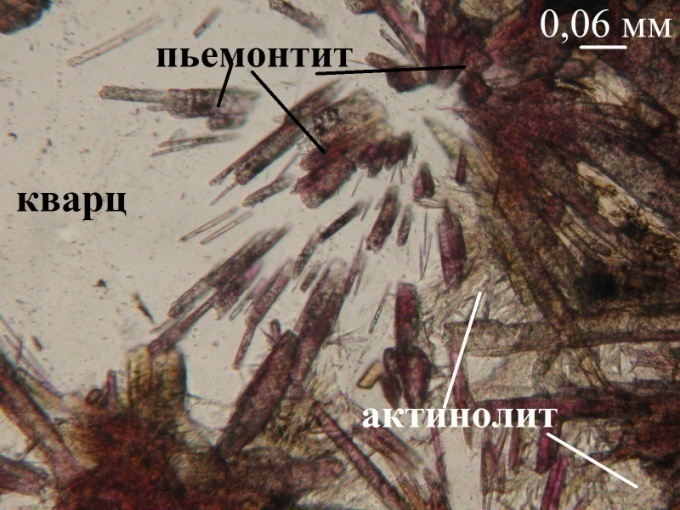 0,06 мм
пьемонтит
кварц
актинолит